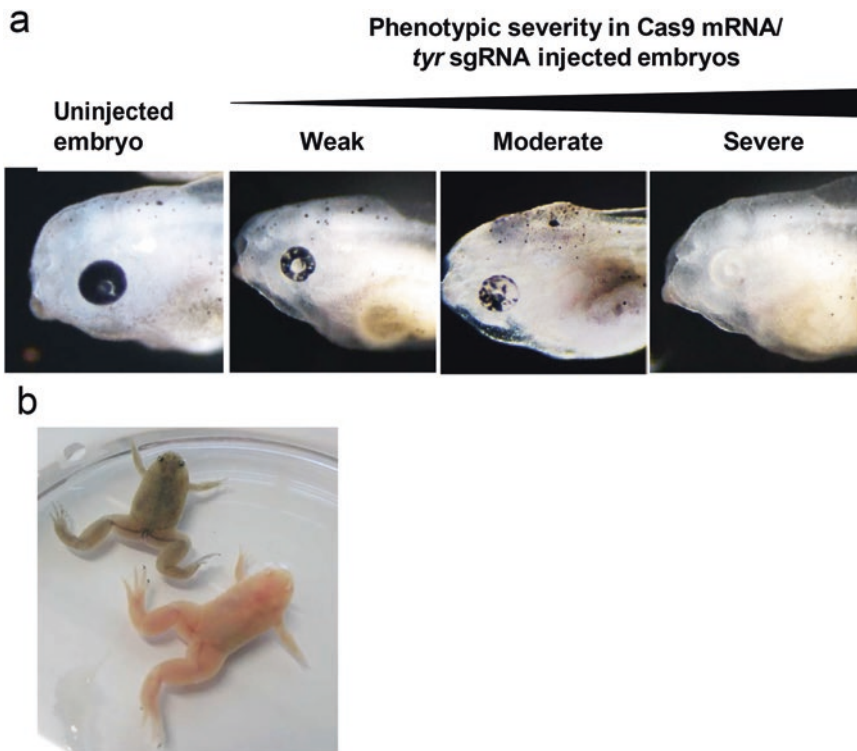 a
Phenotypic severity in Cas9 mRNA/
tyr sgRNA injected embryos
Uninjected
embryo
Weak
Moderate
Severe
b